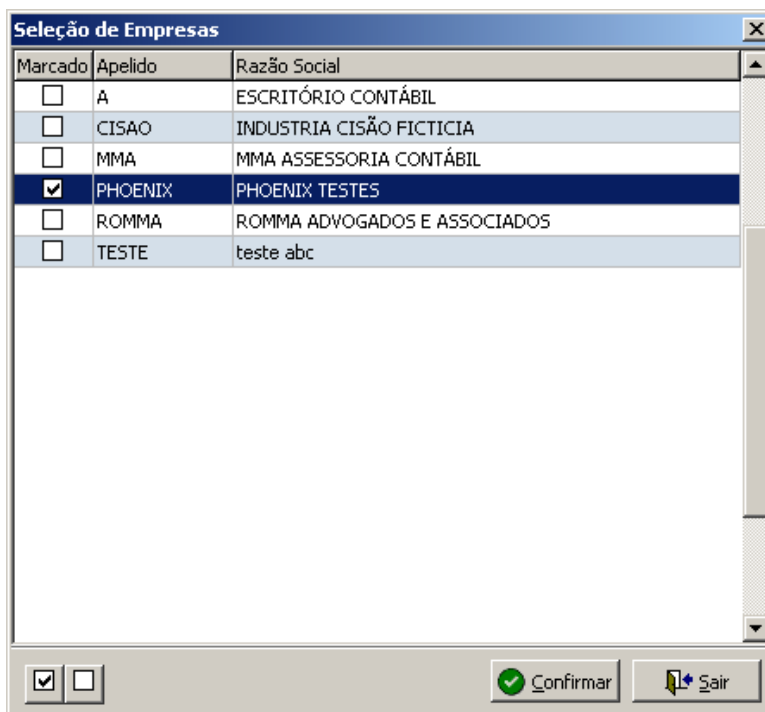 Seleção de Empresas
Marcado Apelido Razão Social
A ESCRITÓRIO CONTÁBIL
CISAO INDUSTRIA CISÃO FICTICIA
MMA MMA ASSESSORIA CONTÁBIL
PHOENIX PHOENIX TESTES
ROMMA ROMMA ADVOGADOS E ASSOCIADOS
TESTE teste abc
Confirmar Sair